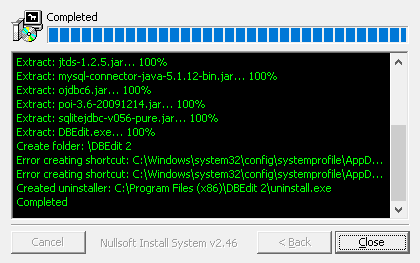 Completed
Extract: jtds-1.2.5.jar... 100%
Extract: mysql-connector-java-5.1.12-bin.jar... 100%
Extract: ojdbc6.jar... 100%
Extract: poi-3.6-20091214.jar... 100%
Extract: sqlitejdbc-v056-pure.jar... 100%
Extract: DBEdit.exe... 100%
Create folder: \DBEdit 2
Error creating shortcut: C:\Windows\system32\config\systemprofile\AppD...
Error creating shortcut: C:\Windows\system32\config\systemprofile\AppD...
Created uninstaller: C:\Program Files (x86)\DBEdit 2\uninstall.exe
Completed
Cancel Nullsoft Install System v2.46 < Back Close